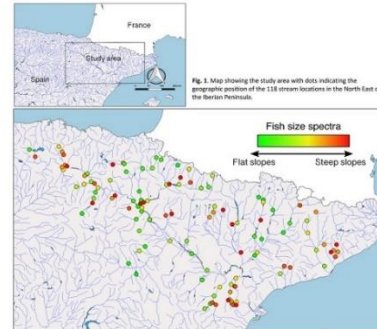 France
Study area
Spain
Fig. 1. Map showing the study area with dots indicating the
geographic position of the 118 stream locations in the North East of
the Iberian Peninsula.
Fish size spectra
Flat slopes
Steep slopes